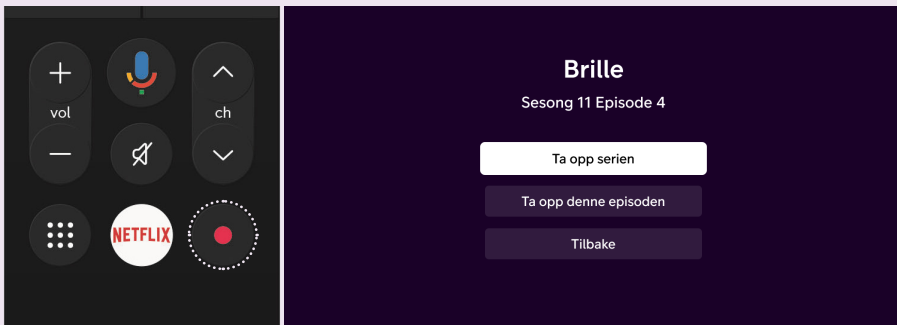 vol
ch
NETFLIX
Brille
Sesong 11 Episode 4
Ta opp serien
Ta opp denne episoden
Tilbake